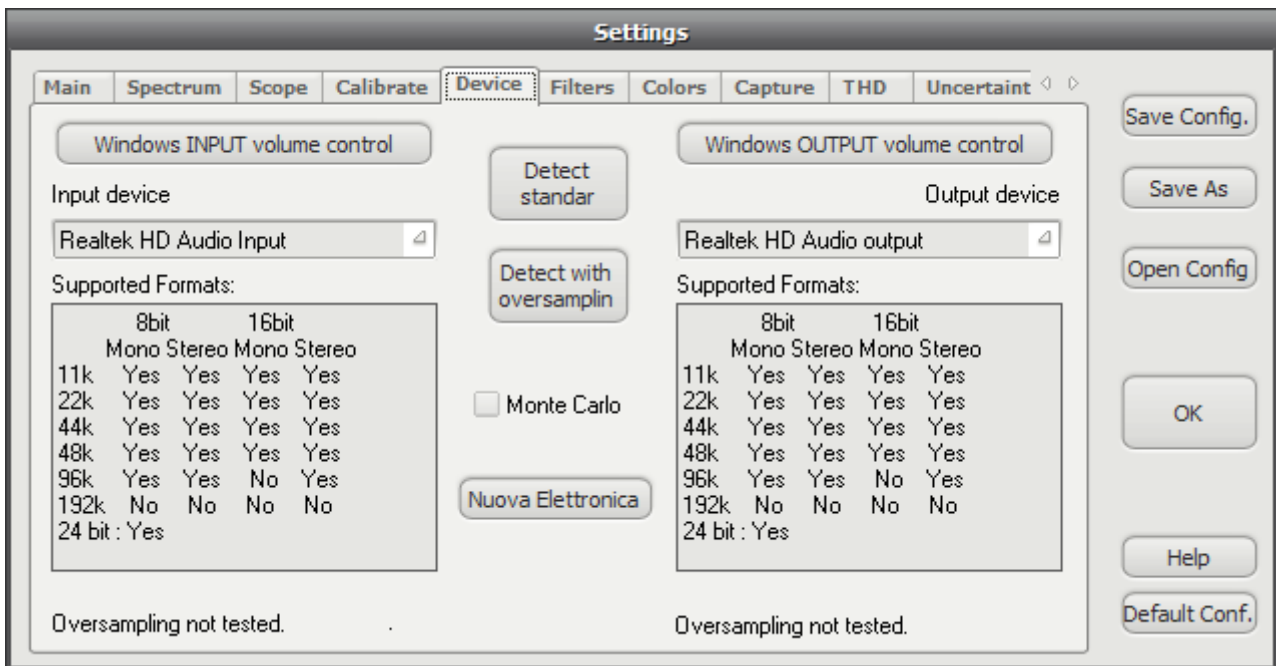 Settings
Main Spectrum Scope Calibrate Device Filters Colors Capture THD Uncertaint
Windows INPUT volume control
Input device
Realtek HD Audio Input
Supported Formats:
8bit 16bit
Mono Stereo Mono Stereo
11k Yes Yes Yes Yes
22k Yes Yes Yes Yes
44k Yes Yes Yes Yes
48k Yes Yes Yes Yes
96k Yes Yes No Yes
192k No No No No
24 bit : Yes
Oversampling not tested. .
Detect
standar
Detect with
oversamplin
Monte Carlo
Nuova Elettronica
Windows OUTPUT volume control
Output device
Realtek HD Audio output
Supported Formats:
8bit 16bit
Mono Stereo Mono Stereo
11k Yes Yes Yes Yes
22k Yes Yes Yes Yes
44k Yes Yes Yes Yes
48k Yes Yes Yes Yes
96k Yes Yes No Yes
192k No No No No
24 bit : Yes
Oversampling not tested.
Save Config.
Save As
Open Config
OK
Help
Default Conf.